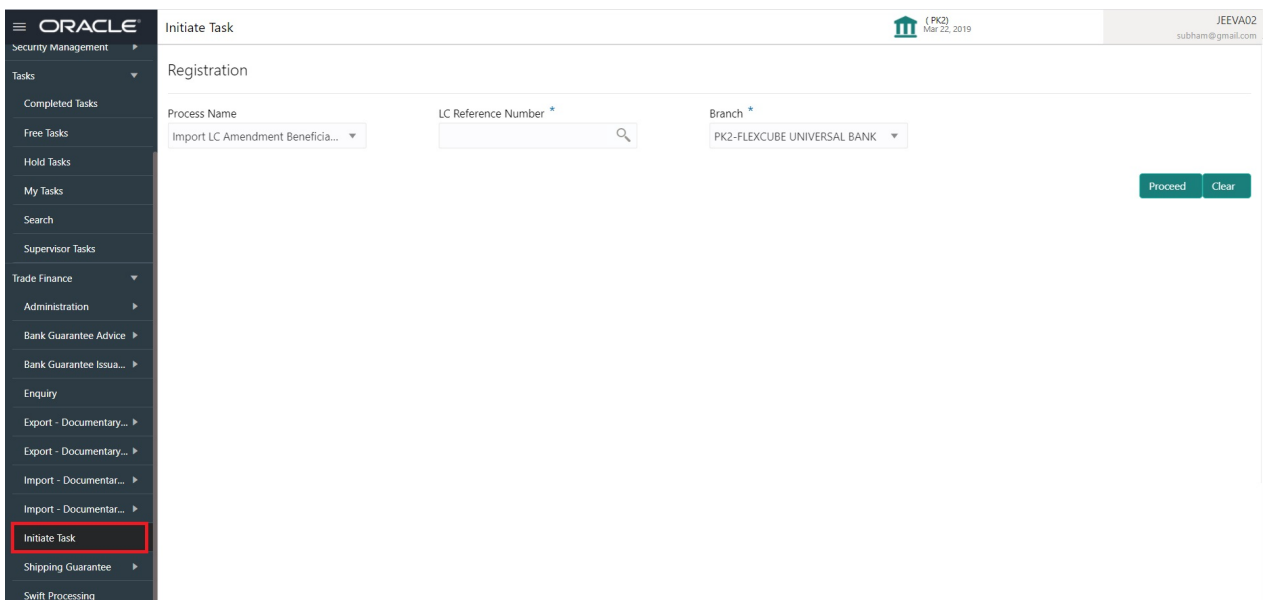 ORACLE
Initiate Task
( PK2)
Mar 22, 2019
JEEVA02
subham@gmail.com
Security Management
Tasks
Completed Tasks
Free Tasks
Hold Tasks
My Tasks
Search
Supervisor Tasks
Trade Finance
Administration
Bank Guarantee Advice
Bank Guarantee Issua...
Enquiry
Export - Documentary...
Export - Documentary...
Import - Documentar...
Import - Documentar...
Initiate Task
Shipping Guarantee
Swift Processing
Registration
Process Name
LC Reference Number *
Branch *
Import LC Amendment Beneficia...
PK2-FLEXCUBE UNIVERSAL BANK
Proceed
Clear